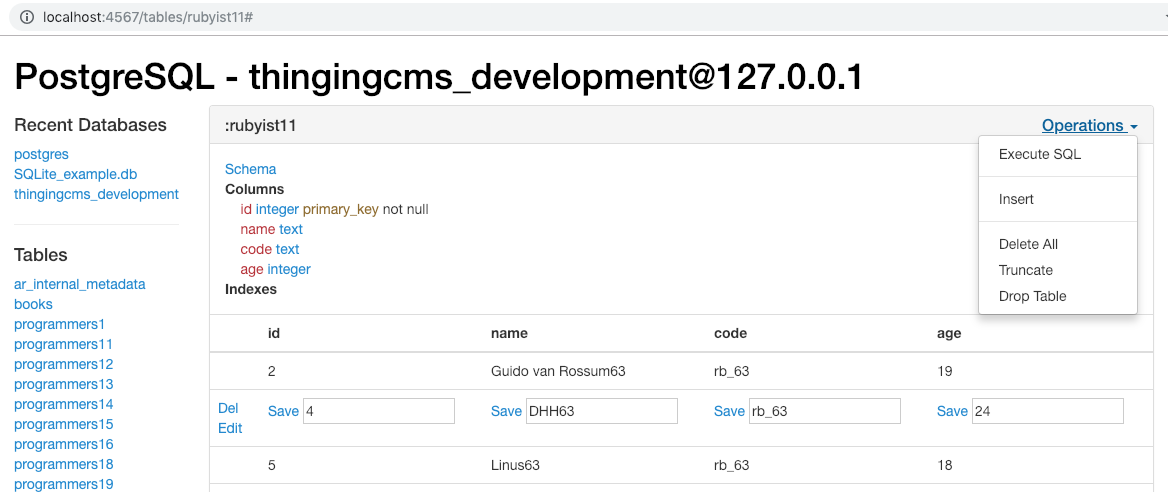 localhost:4567/tables/rubyist11#
PostgreSQL - thingingcms_development@127.0.0.1
Recent Databases
postgres
SQLite_example.db
thingingcms_development
Tables
ar_internal_metadata
books
programmers1
programmers11
programmers12
programmers13
programmers14
programmers15
programmers16
programmers18
programmers19
:rubyist11
Operations
Execute SQL
Insert
Delete All
Truncate
Drop Table
Schema
Columns
id integer primary_key not null
name text
code text
age integer
Indexes
id name code age
2 Guido van Rossum63 rb_63 19
Del Edit Save 4 Save DHH63 Save rb_63 Save 24
5 Linus63 rb_63 18